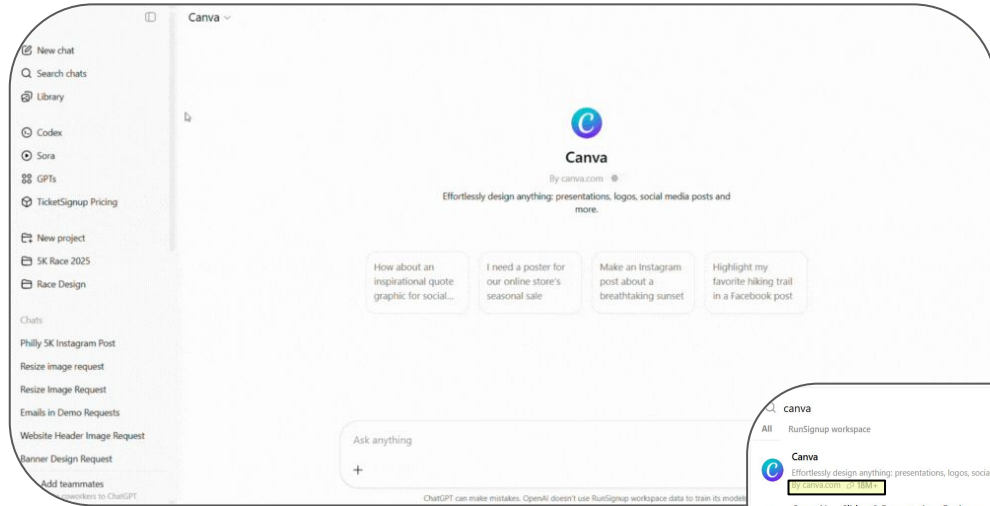 Canva
New chat
Search chats
Library
Codex
Sora
GPTs
TicketSignup Pricing
New project
5K Race 2025
Race Design
Chats
Philly 5K Instagram Post
Resize image request
Resize Image Request
Emails in Demo Requests
Website Header Image Request
Banner Design Request
Add teammates
coworkers to ChatGPT
Canva
By canva.com
Effortlessly design anything: presentations, logos, social media posts and
more.
How about an
inspirational quote
graphic for social...
I need a poster for
our online store's
seasonal sale
Make an Instagram
post about a
breathtaking sunset
Highlight my
favorite hiking trail
in a Facebook post
Ask anything
ChatGPT can make mistakes. OpenAI doesn't use RunSignup workspace data to train its
canva
All RunSignup workspace
Canva
Effortlessly design anything: presentations, logos,
By canva.com 18M+